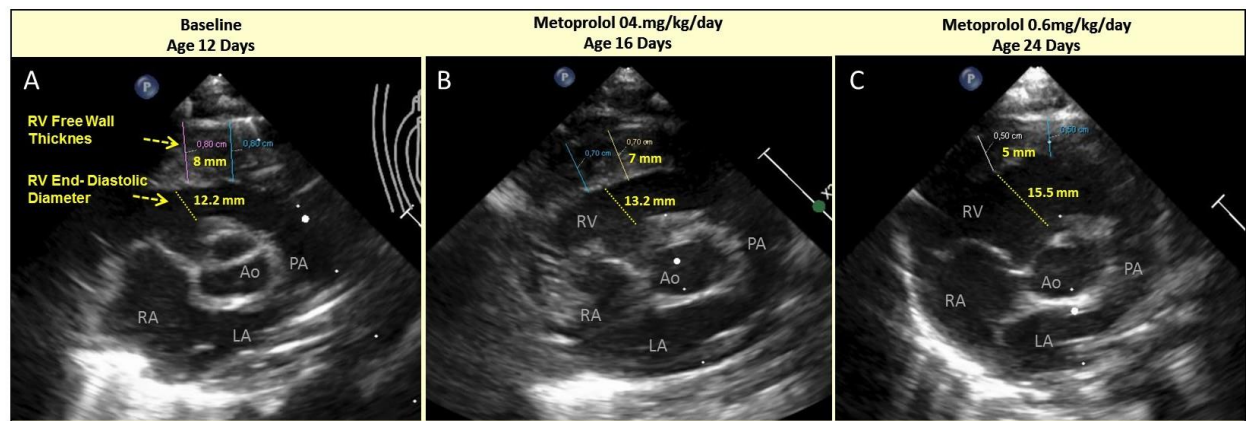 Baseline
Age 12 Days
Metoprolol 04.mg/kg/day
Age 16 Days
Metoprolol 0.6mg/kg/day
Age 24 Days
A
P
RV Free Wall
Thicknes
0,80 cm
0,80 cm
8 mm
RV End- Diastolic
Diameter
12.2 mm
Ao
PA
RA
LA
B
P
0,70 cm
0,70 cm
7 mm
13.2 mm
RV
PA
Ao
RA
LA
C
P
0,50 cm
0,50 cm
5 mm
15.5 mm
RV
Ao
PA
RA
LA